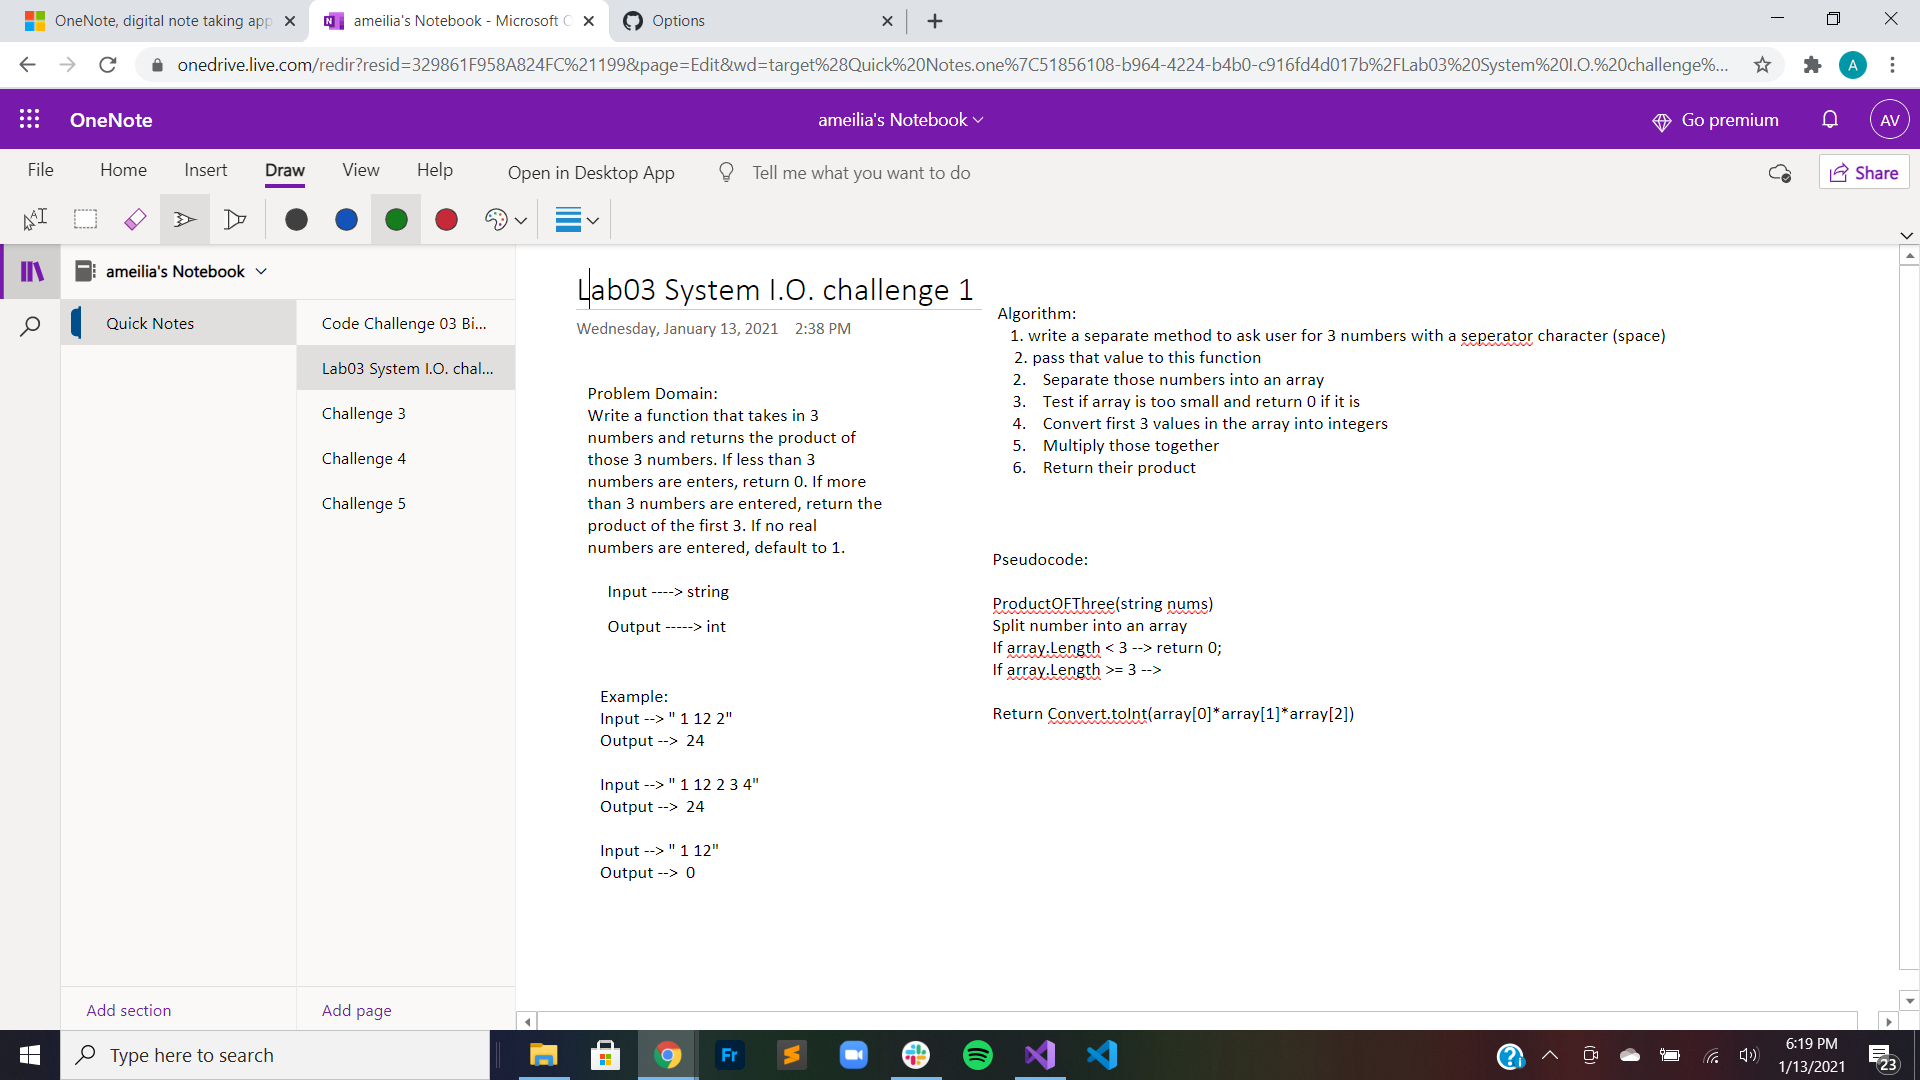 OneNote, digital note taking app
ameilia's Notebook - Microsoft O
Options
onedrive.live.com/redir?resid=329861F958A824FC%21199&page=Edit&wd=target%28Quick%20Notes.one%7C51856108-b964-4224-b4b0-c916fd4d017b%2FLab03%20System%20I.O.%20challenge%...
A
OneNote
ameilia's Notebook
Go premium
AV
File
Home
Insert
Draw
View
Help
Open in Desktop App
Tell me what you want to do
Share
ameilia's Notebook
Quick Notes
Code Challenge 03 Bi...
Lab03 System I.O. chal...
Challenge 3
Challenge 4
Challenge 5
Add section
Add page
Lab03 System I.O. challenge 1
Wednesday, January 13, 2021 2:38 PM
Problem Domain:
Write a function that takes in 3
numbers and returns the product of
those 3 numbers. If less than 3
numbers are enters, return 0. If more
than 3 numbers are entered, return the
product of the first 3. If no real
numbers are entered, default to 1.
Input ----> string
Output -----> int
Example:
Input --> " 1 12 2"
Output --> 24
Input --> " 1 12 2 3 4"
Output --> 24
Input --> " 1 12"
Output --> 0
Algorithm:
1. write a separate method to ask user for 3 numbers with a seperator character (space)
2. pass that value to this function
2. Separate those numbers into an array
3. Test if array is too small and return 0 if it is
4. Convert first 3 values in the array into integers
5. Multiply those together
6. Return their product
Pseudocode:
ProductOFThree(string nums)
Split number into an array
If array.Length < 3 --> return 0;
If array.Length >= 3 -->
Return Convert.toInt(array[0]*array[1]*array[2])
Type here to search
Fr
6:19 PM
1/13/2021
23